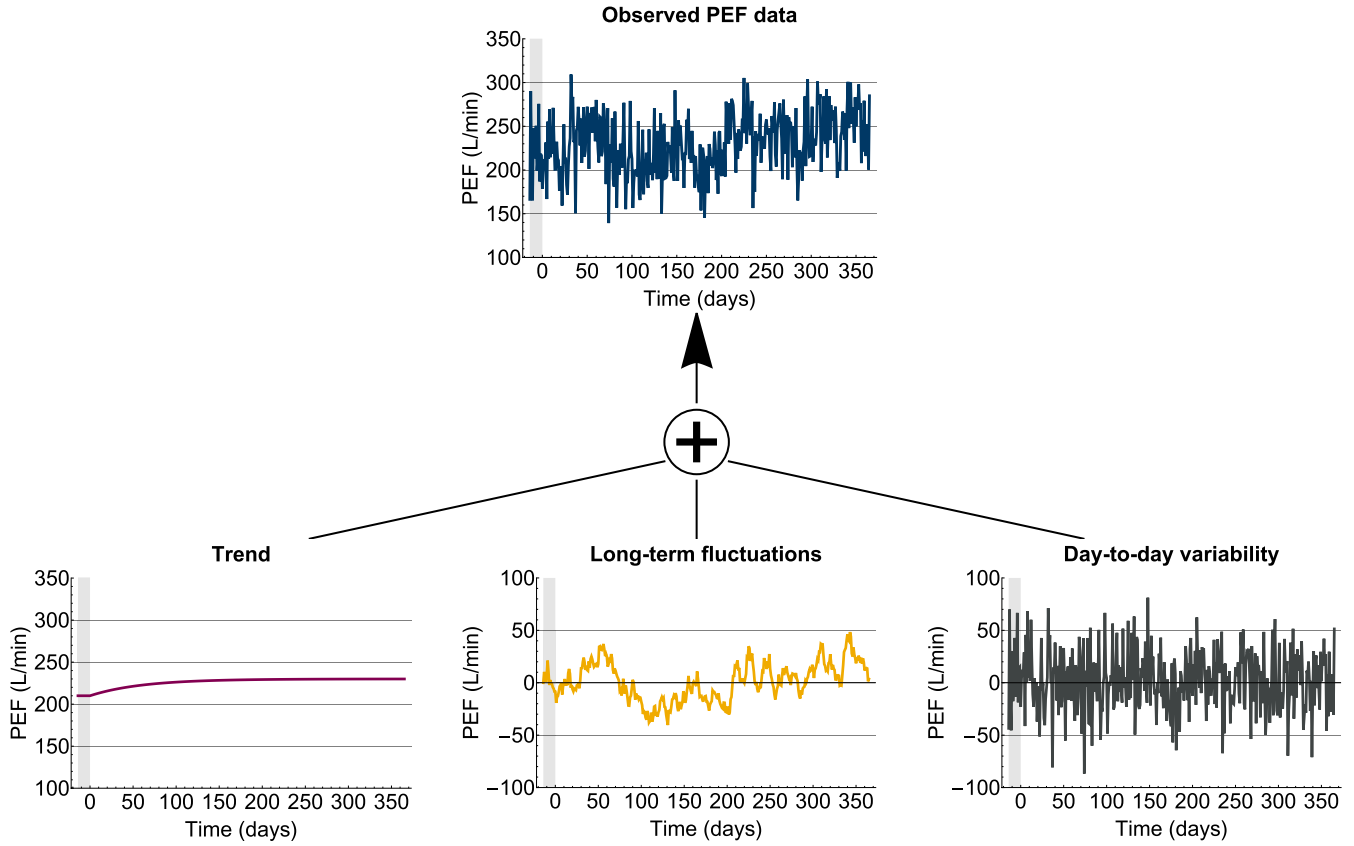 Observed PEF data
PEF (L/min)
350
300
250
200
150
100
0 50 100 150 200 250 300 350
Time (days)
+
Trend
PEF (L/min)
350
300
250
200
150
100
0 50 100 150 200 250 300 350
Time (days)
Long-term fluctuations
PEF (L/min)
100
50
0
−50
−100
0 50 100 150 200 250 300 350
Time (days)
Day-to-day variability
PEF (L/min)
100
50
0
−50
−100
0 50 100 150 200 250 300 350
Time (days)